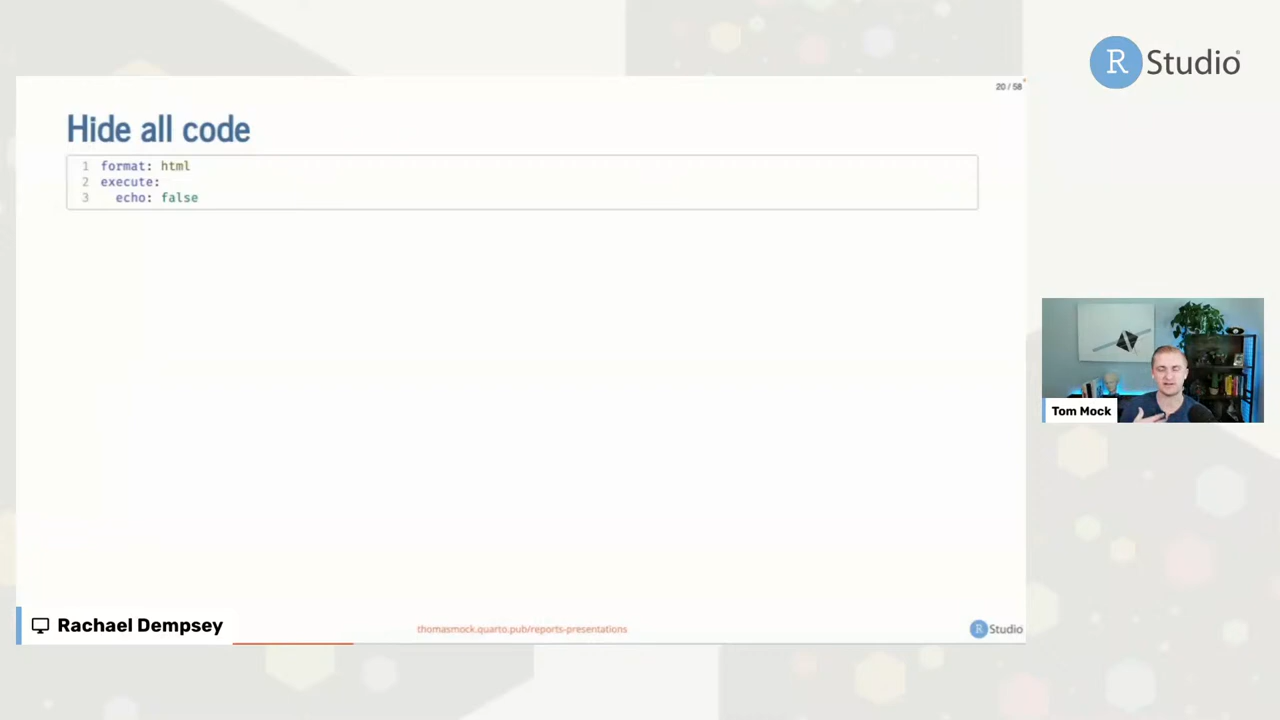 R Studio
20 / 58
Hide all code
1 format: html
2 execute:
3 echo: false
Tom Mock
Rachael Dempsey
thomasmock.quarto.pub/reports-presentations
R Studio